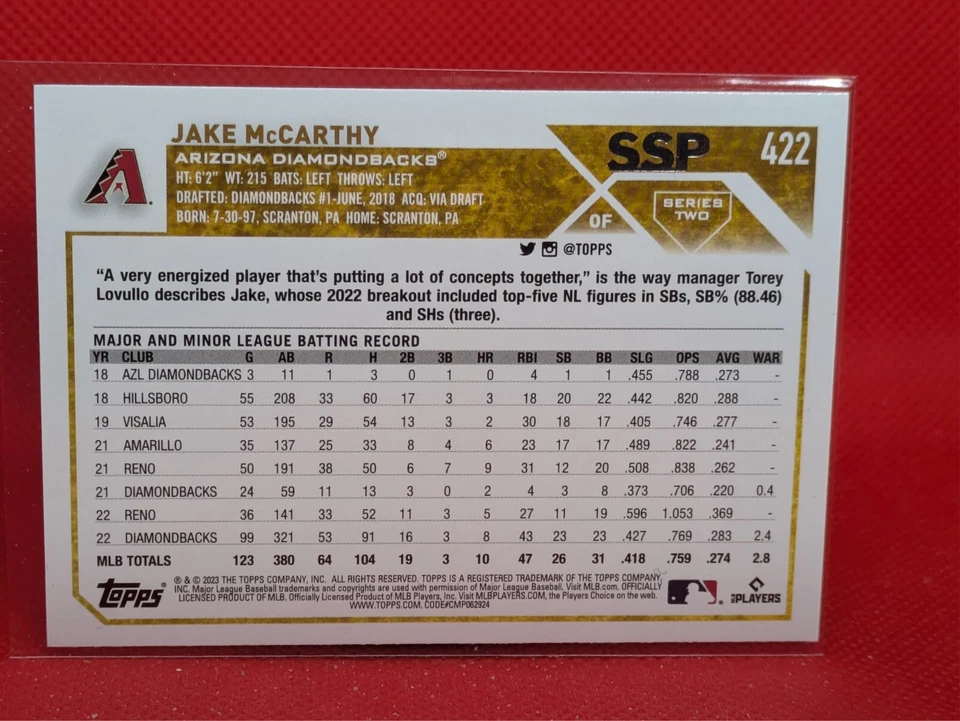 JAKE McCARTHY
ARIZONA DIAMONDBACKS®
HT: 6'2" WT: 215 BATS: LEFT THROWS: LEFT
DRAFTED: DIAMONDBACKS #1-JUNE, 2018 ACQ: VIA DRAFT
BORN: 7-30-97, SCRANTON, PA HOME: SCRANTON, PA
SSP
422
OF
SERIES
TWO
@TOPPS
"A very energized player that's putting a lot of concepts together," is the way manager Torey
Lovullo describes Jake, whose 2022 breakout included top-five NL figures in SBs, SB% (88.46)
and SHs (three).
MAJOR AND MINOR LEAGUE BATTING RECORD
YR CLUB G AB R H 2B 3B HR RBI SB BB SLG OPS AVG WAR
18 AZL DIAMONDBACKS 3 11 1 3 0 1 0 4 1 1 .455 .788 .273 -
18 HILLSBORO 55 208 33 60 17 3 3 18 20 22 .442 .820 .288 -
19 VISALIA 53 195 29 54 13 3 2 30 18 17 .405 .746 .277 -
21 AMARILLO 35 137 25 33 8 4 6 23 17 17 .489 .822 .241 -
21 RENO 50 191 38 50 6 7 9 31 12 20 .508 .838 .262 -
21 DIAMONDBACKS 24 59 11 13 3 0 2 4 3 8 .373 .706 .220 0.4
22 RENO 36 141 33 52 11 3 5 27 11 19 .596 1.053 .369 -
22 DIAMONDBACKS 99 321 53 91 16 3 8 43 23 23 .427 .769 .283 2.4
MLB TOTALS 123 380 64 104 19 3 10 47 26 31 .418 .759 .274 2.8
Topps®
® & © 2023 THE TOPPS COMPANY, INC. ALL RIGHTS RESERVED. TOPPS IS A REGISTERED TRADEMARK OF THE TOPPS COMPANY,
INC. Major League Baseball trademarks and copyrights are used with permission of Major League Baseball. Visit MLB.com. OFFICIALLY
LICENSED PRODUCT OF MLB. Officially Licensed Product of MLB Players, Inc. Visit MLBPLAYERS.COM, the Players Choice on the web.
WWW.TOPPS.COM. CODE#CMP062924
MLBPLAYERS